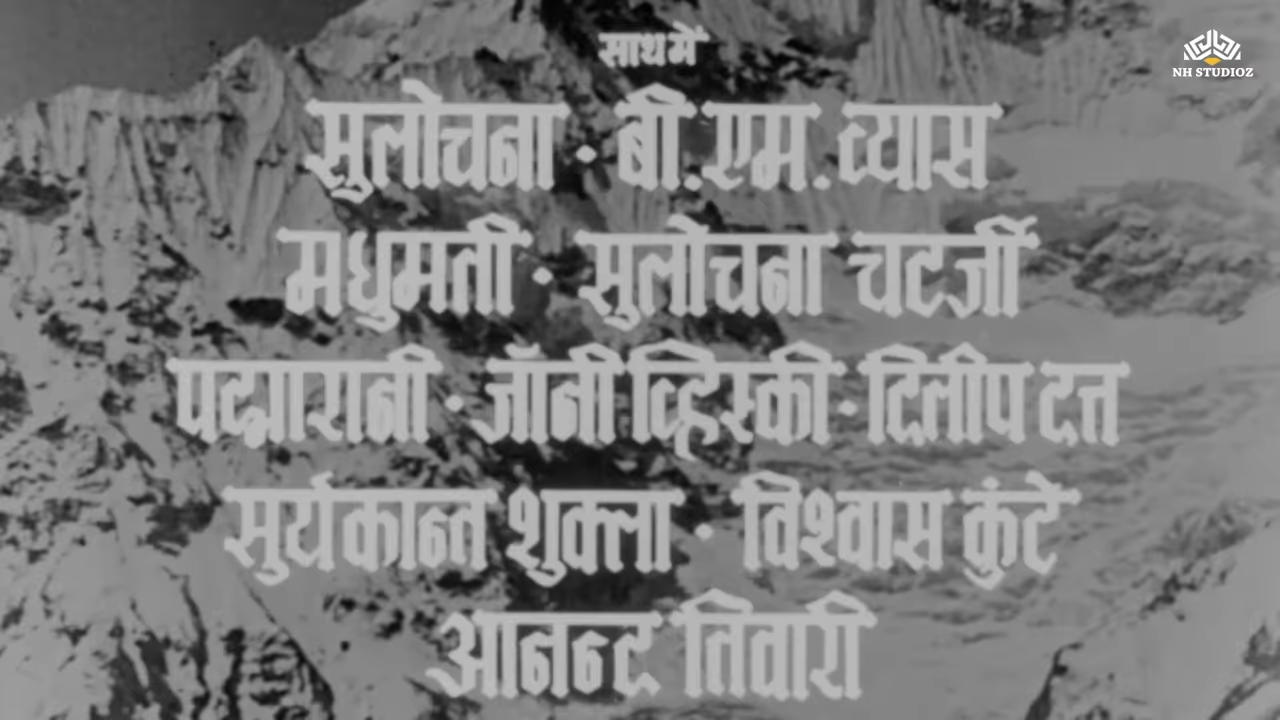 साथ में
NH STUDIOZ
सुलोचना · बी. एम. व्यास
मधुमती · सुलोचना चटर्जी
पद्मारानी · जॉनी व्हिस्की · दिलीप दत्त
सुर्यकान्त शुक्ला · विश्वास कुंटे
आनन्द तिवारी